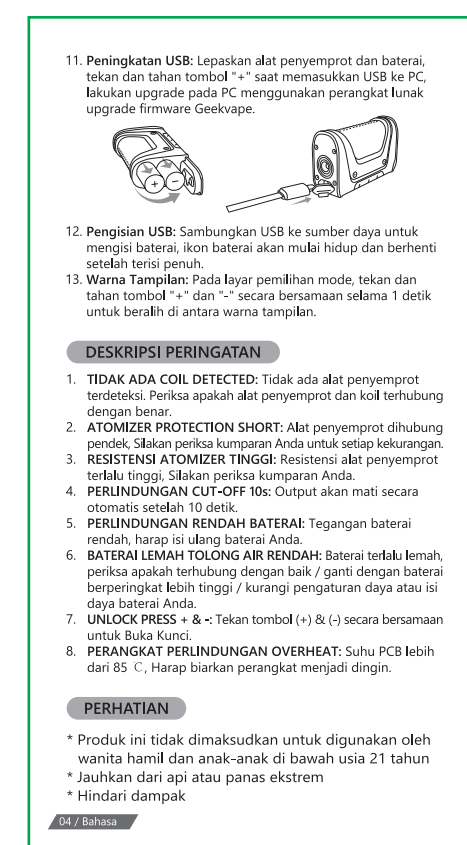 11. Peningkatan USB: Lepaskan alat penyemprot dan baterai,
tekan dan tahan tombol "+" saat memasukkan USB ke PC,
lakukan upgrade pada PC menggunakan perangkat lunak
upgrade firmware Geekvape.
+ −
12. Pengisian USB: Sambungkan USB ke sumber daya untuk
mengisi baterai, ikon baterai akan mulai hidup dan berhenti
setelah terisi penuh.
13. Warna Tampilan: Pada layar pemilihan mode, tekan dan
tahan tombol "+" dan "-" secara bersamaan selama 1 detik
untuk beralih di antara warna tampilan.
DESKRIPSI PERINGATAN
1. TIDAK ADA COIL DETECTED: Tidak ada alat penyemprot
terdeteksi. Periksa apakah alat penyemprot dan koil terhubung
dengan benar.
2. ATOMIZER PROTECTION SHORT: Alat penyemprot dihubung
pendek, Silakan periksa kumparan Anda untuk setiap kekurangan.
3. RESISTENSI ATOMIZER TINGGI: Resistensi alat penyemprot
terlalu tinggi, Silakan periksa kumparan Anda.
4. PERLINDUNGAN CUT-OFF 10s: Output akan mati secara
otomatis setelah 10 detik.
5. PERLINDUNGAN RENDAH BATERAI: Tegangan baterai
rendah, harap isi ulang baterai Anda.
6. BATERAI LEMAH TOLONG AIR RENDAH: Baterai terlalu lemah,
periksa apakah terhubung dengan baik / ganti dengan baterai
berperingkat lebih tinggi / kurangi pengaturan daya atau isi
daya baterai Anda.
7. UNLOCK PRESS + & -: Tekan tombol (+) & (-) secara bersamaan
untuk Buka Kunci.
8. PERANGKAT PERLINDUNGAN OVERHEAT: Suhu PCB lebih
dari 85 ℃, Harap biarkan perangkat menjadi dingin.
PERHATIAN
* Produk ini tidak dimaksudkan untuk digunakan oleh
wanita hamil dan anak-anak di bawah usia 21 tahun
* Jauhkan dari api atau panas ekstrem
* Hindari dampak
04 / Bahasa